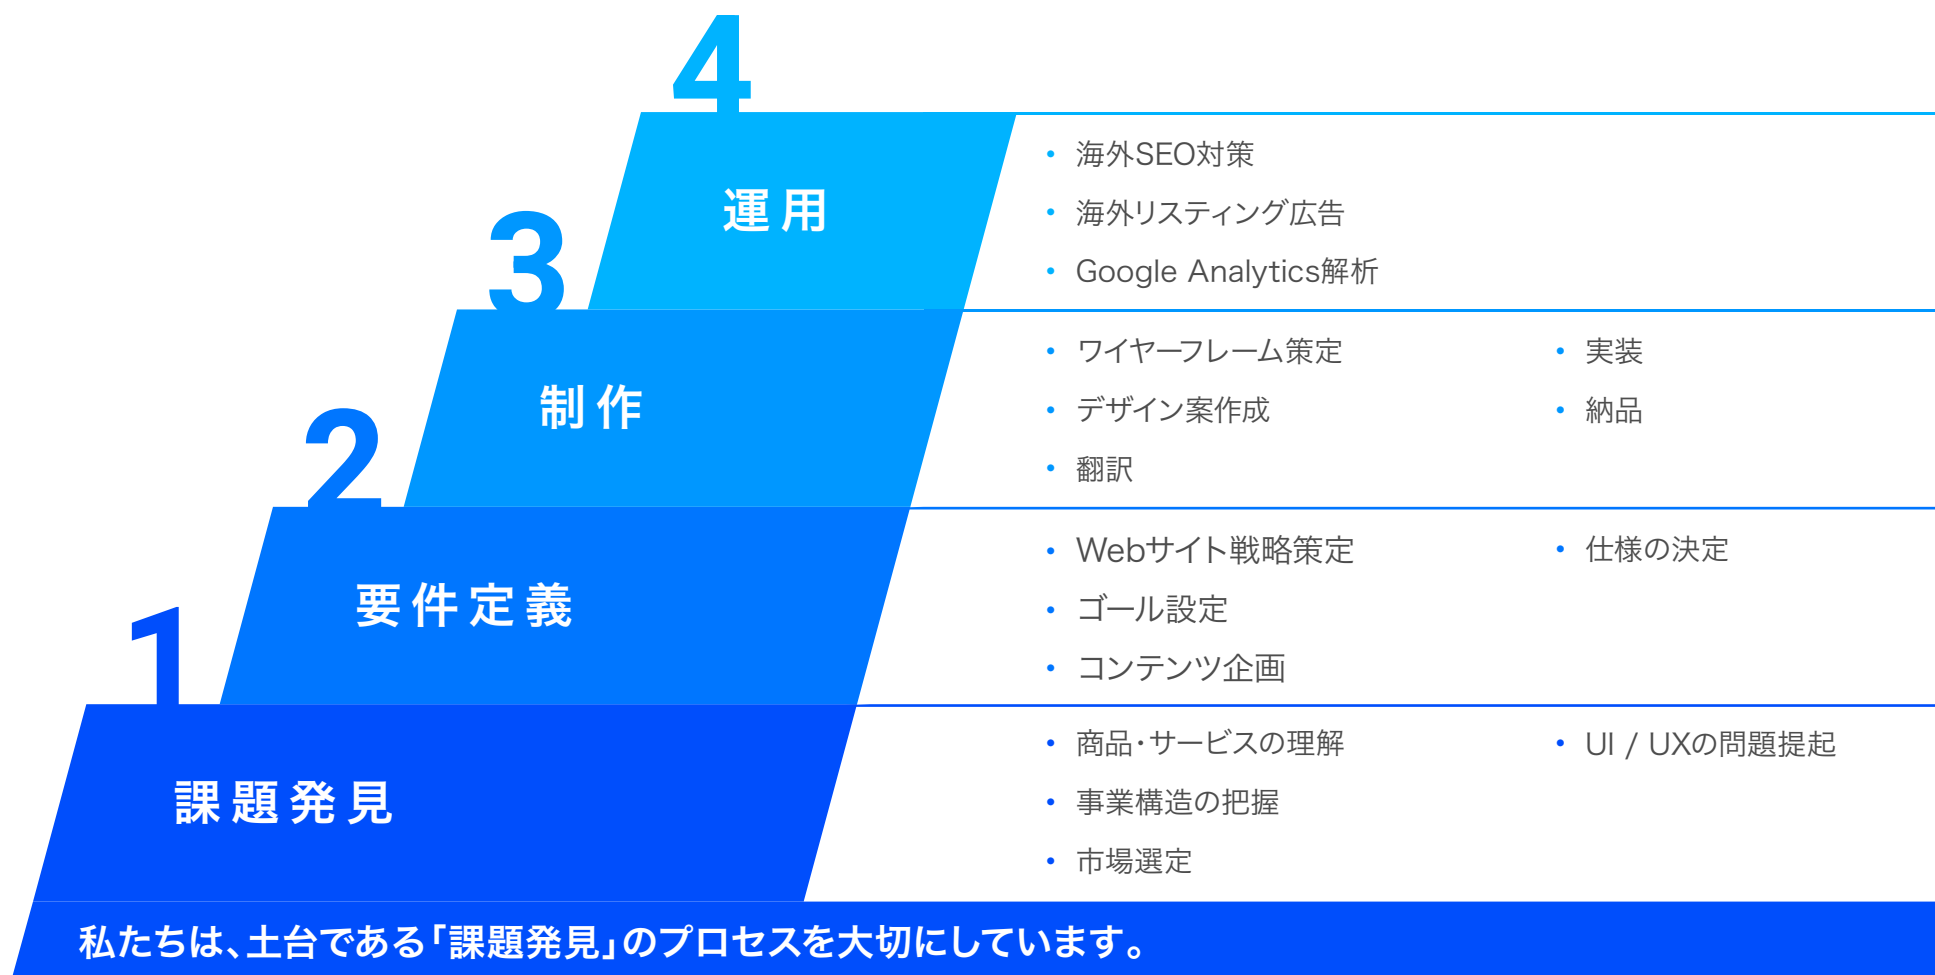 4
運用
・ 海外SEO対策
・ 海外リスティング広告
・ Google Analytics解析
3
制作
・ ワイヤーフレーム策定
・ デザイン案作成
・ 翻訳
・ 実装
・ 納品
2
要件定義
・ Webサイト戦略策定
・ ゴール設定
・ コンテンツ企画
・ 仕様の決定
1
課題発見
・ 商品・サービスの理解
・ 事業構造の把握
・ 市場選定
・ UI / UXの問題提起
私たちは、土台である「課題発見」のプロセスを大切にしています。